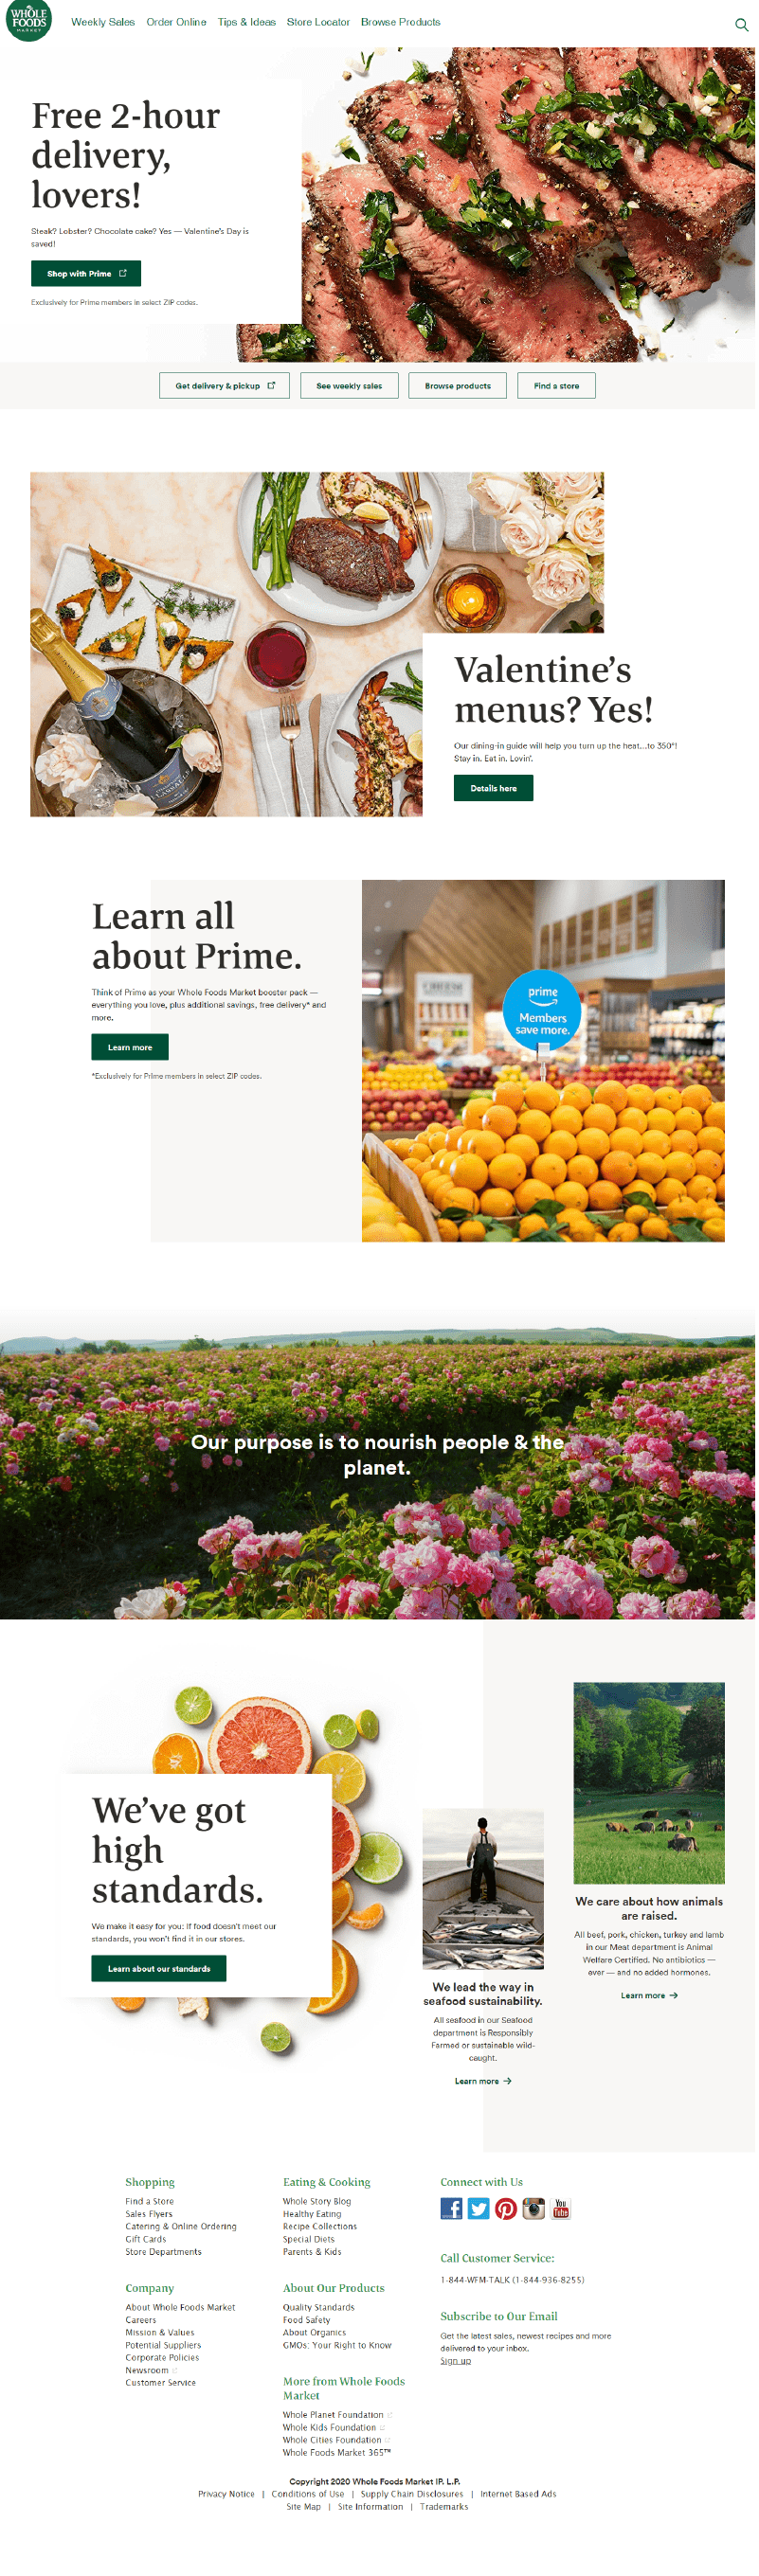 WHOLE
FOODS
MARKET
Weekly Sales Order Online Tips & Ideas Store Locator Browse Products
Free 2-hour
delivery,
lovers!
Steak? Lobster? Chocolate cake? Yes — Valentine's Day is
saved!
Shop with Prime
Exclusively for Prime members in select ZIP codes.
Get delivery & pickup See weekly sales Browse products Find a store
Valentine's
menus? Yes!
Our dining-in guide will help you turn up the heat...to 350°!
Stay in. Eat in. Lovin'.
Details here
Learn all
about Prime.
Think of Prime as your Whole Foods Market booster pack —
everything you love, plus additional savings, free delivery* and
more.
Learn more
*Exclusively for Prime members in select ZIP codes.
prime
Members
save more.
Our purpose is to nourish people & the
planet.
We've got
high
standards.
We make it easy for you: If food doesn't meet our
standards, you won't find it in our stores.
Learn about our standards
We lead the way in
seafood sustainability.
All seafood in our Seafood
department is Responsibly
Farmed or sustainable wild-
caught.
Learn more →
We care about how animals
are raised.
All beef, pork, chicken, turkey and lamb
in our Meat department is Animal
Welfare Certified. No antibiotics —
ever — and no added hormones.
Learn more →
Shopping
Find a Store
Sales Flyers
Catering & Online Ordering
Gift Cards
Store Departments
Company
About Whole Foods Market
Careers
Mission & Values
Potential Suppliers
Corporate Policies
Newsroom
Customer Service
Eating & Cooking
Whole Story Blog
Healthy Eating
Recipe Collections
Special Diets
Parents & Kids
About Our Products
Quality Standards
Food Safety
About Organics
GMOs: Your Right to Know
More from Whole Foods
Market
Whole Planet Foundation
Whole Kids Foundation
Whole Cities Foundation
Whole Foods Market 365™
Connect with Us
You
Tube
Call Customer Service:
1-844-WFM-TALK (1-844-936-8255)
Subscribe to Our Email
Get the latest sales, newest recipes and more
delivered to your inbox.
Sign up
Copyright 2020 Whole Foods Market IP. L.P.
Privacy Notice | Conditions of Use | Supply Chain Disclosures | Internet Based Ads
Site Map | Site Information | Trademarks